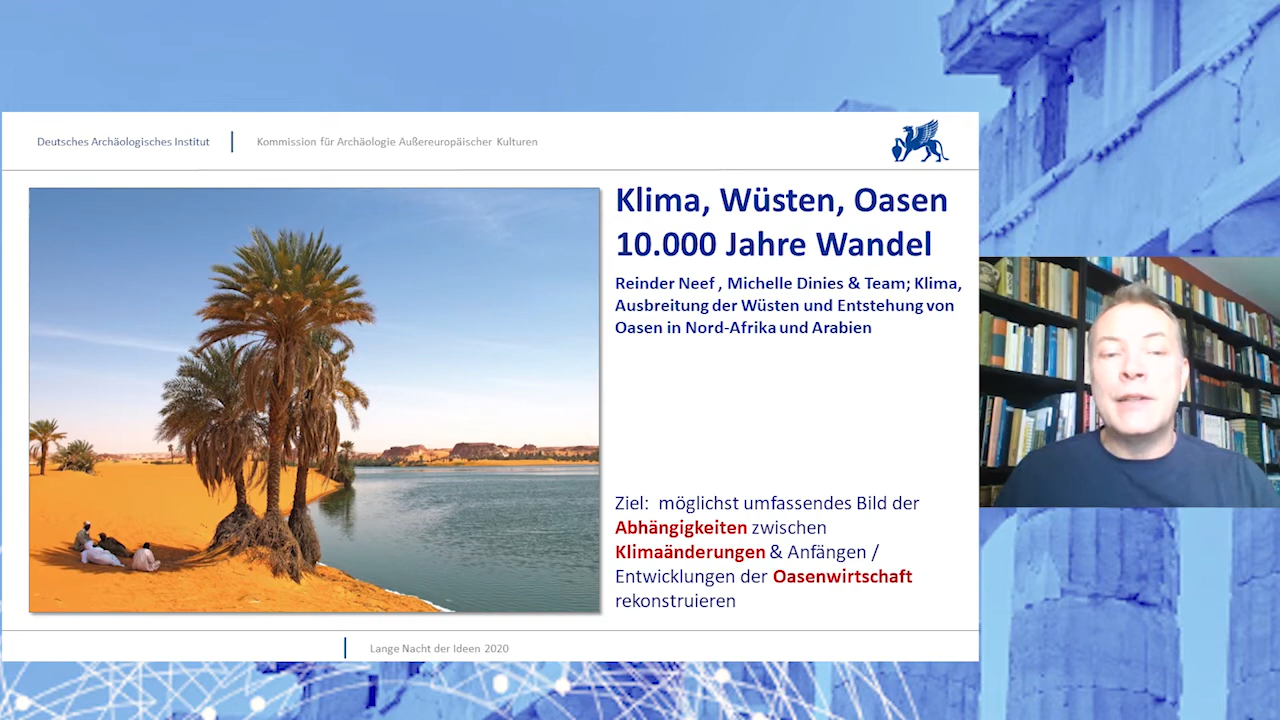 Deutsches Archäologisches Institut
Kommission für Archäologie Außereuropäischer Kulturen
Klima, Wüsten, Oasen
10.000 Jahre Wandel
Reinder Neef , Michelle Dinies & Team; Klima,
Ausbreitung der Wüsten und Entstehung von
Oasen in Nord-Afrika und Arabien
Ziel:  möglichst umfassendes Bild der
Abhängigkeiten zwischen
Klimaänderungen & Anfängen /
Entwicklungen der Oasenwirtschaft
rekonstruieren
Lange Nacht der Ideen 2020